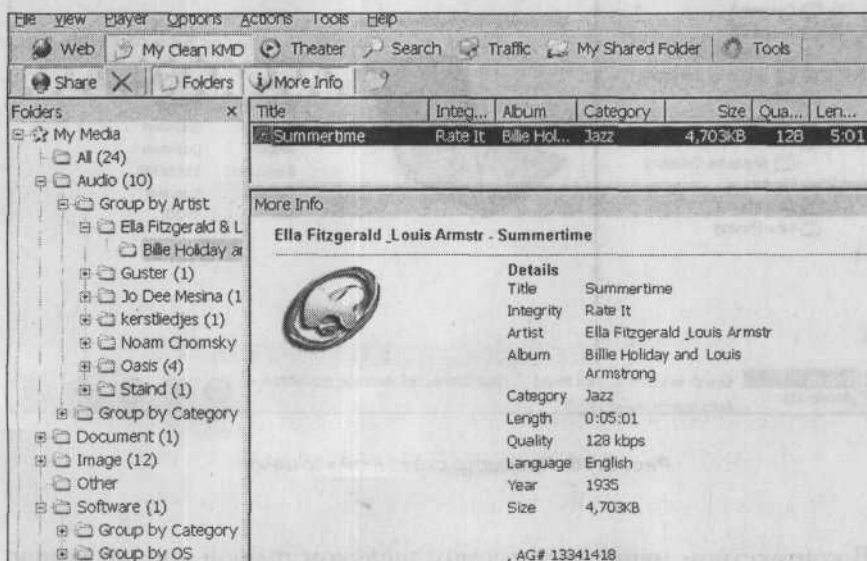 File View Player Options Actions Tools Help
Web My Clean KMD Theater Search Traffic My Shared Folder Tools
Share Folders More Info
Folders x
Title Integ... Album Category Size Qua... Len...
Summertime Rate It Billie Hol... Jazz 4,703KB 128 5:01
My Media
All (24)
Audio (10)
Group by Artist
Ella Fitzgerald & L
Billie Holiday ar
Guster (1)
Jo Dee Mesina (1
kerstliedjes (1)
Noam Chomsky
Oasis (4)
Staind (1)
Group by Category
Document (1)
Image (12)
Other
Software (1)
Group by Category
Group by OS
More Info
Ella Fitzgerald _Louis Armstr - Summertime
Details
Title Summertime
Integrity Rate It
Artist Ella Fitzgerald _Louis Armstr
Album Billie Holiday and Louis
Armstrong
Category Jazz
Length 0:05:01
Quality 128 kbps
Language English
Year 1935
Size 4,703KB
, AG# 13341418